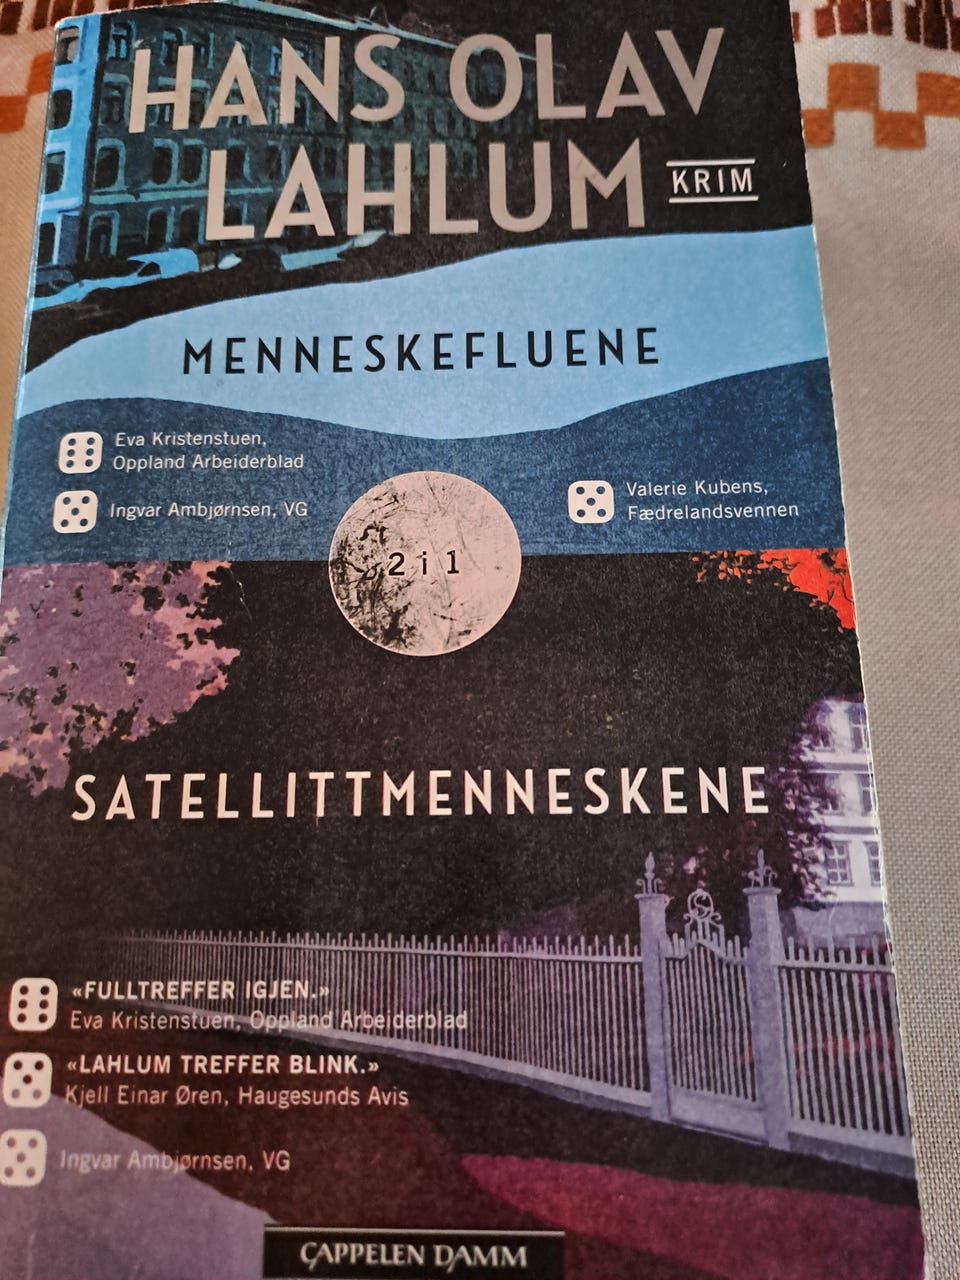 HANS OLAV
LAHLUM
KRIM
MENNESKEFLUENE
Eva Kristenstuen,
Oppland Arbeiderblad
Ingvar Ambjørnsen, VG
Valerie Kubens,
Fædrelandsvennen
2 i 1
SATELLITTMENNESKENE
«FULLTREFFER IGJEN.»
Eva Kristenstuen, Oppland Arbeiderblad
«LAHLUM TREFFER BLINK.»
Kjell Einar Øren, Haugesunds Avis
Ingvar Ambjørnsen, VG
CAPPELEN DAMM